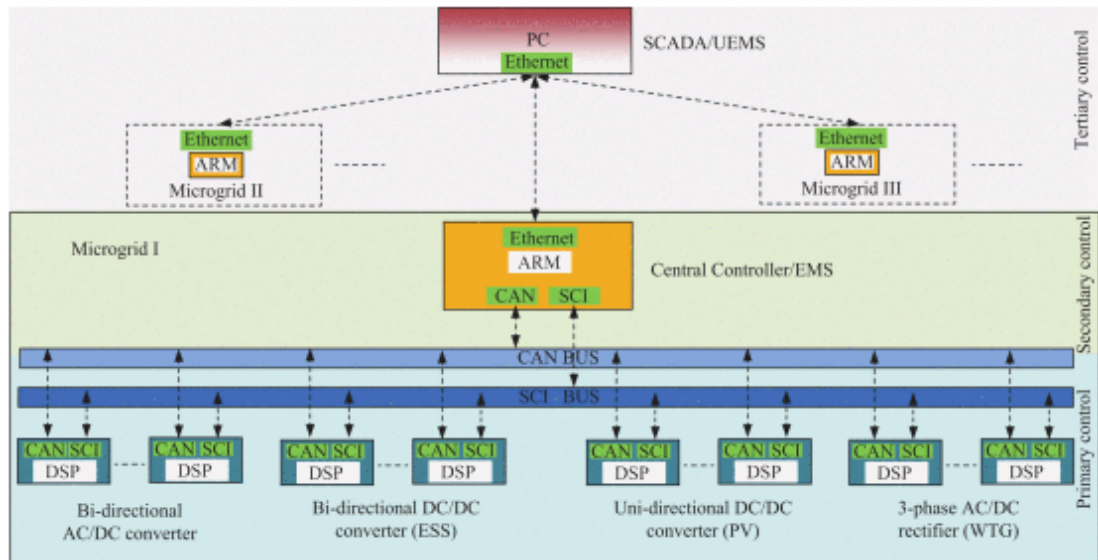 PC
SCADA/UEMS
Ethernet
Tertiary control
Ethernet
ARM
Microgrid II
Ethernet
ARM
Microgrid III
Microgrid I
Ethernet
ARM
Central Controller/EMS
CAN SCI
Secondary control
CAN BUS
SCI BUS
Primary control
CAN SCI
DSP
CAN SCI
DSP
CAN SCI
DSP
CAN SCI
DSP
CAN SCI
DSP
CAN SCI
DSP
CAN SCI
DSP
CAN SCI
DSP
Bi-directional
AC/DC converter
Bi-directional DC/DC
converter (ESS)
Uni-directional DC/DC
converter (PV)
3-phase AC/DC
rectifier (WTG)